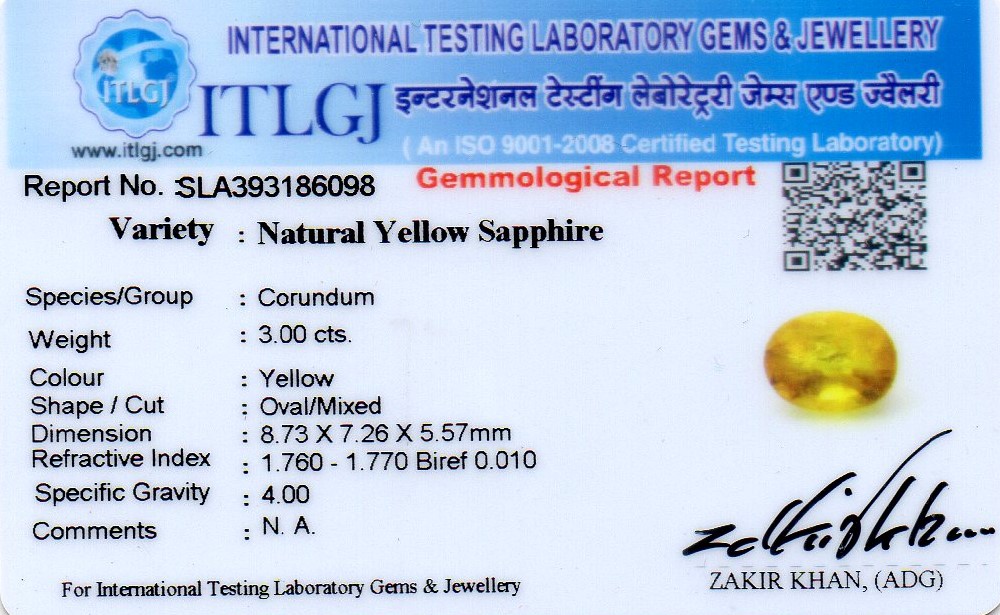 INTERNATIONAL TESTING LABORATORY GEMS & JEWELLERY
ITLGJ
ITLGJ
इन्टरनेशनल टेस्टींग लेबोरेट्री जेम्स एण्ड ज्वैलरी
www.itlgj.com
( An ISO 9001-2008 Certified Testing Laboratory)
Report No. :SLA393186098
Gemmological Report
Variety : Natural Yellow Sapphire
Species/Group : Corundum
Weight : 3.00 cts.
Colour : Yellow
Shape / Cut : Oval/Mixed
Dimension : 8.73 X 7.26 X 5.57mm
Refractive Index : 1.760 - 1.770 Biref 0.010
Specific Gravity : 4.00
Comments : N. A.
For International Testing Laboratory Gems & Jewellery
ZAKIR KHAN, (ADG)